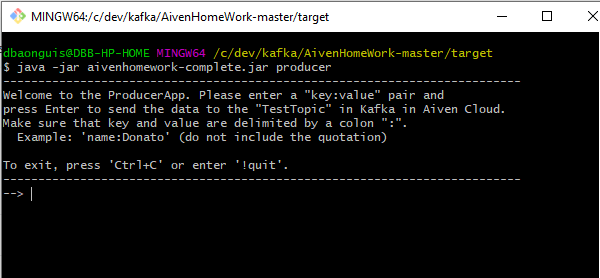 MINGW64:/c/dev/kafka/AivenHomeWork-master/target
dbaonguis@DBB-HP-HOME MINGW64 /c/dev/kafka/AivenHomeWork-master/target
$ java -jar aivenhomework-complete.jar producer
--------------------------------------------------------------------------
Welcome to the ProducerApp. Please enter a "key:value" pair and
press Enter to send the data to the "TestTopic" in Kafka in Aiven Cloud.
Make sure that key and value are delimited by a colon ":".
  Example: 'name:Donato' (do not include the quotation)

To exit, press 'Ctrl+C' or enter '!quit'.
--------------------------------------------------------------------------
-->